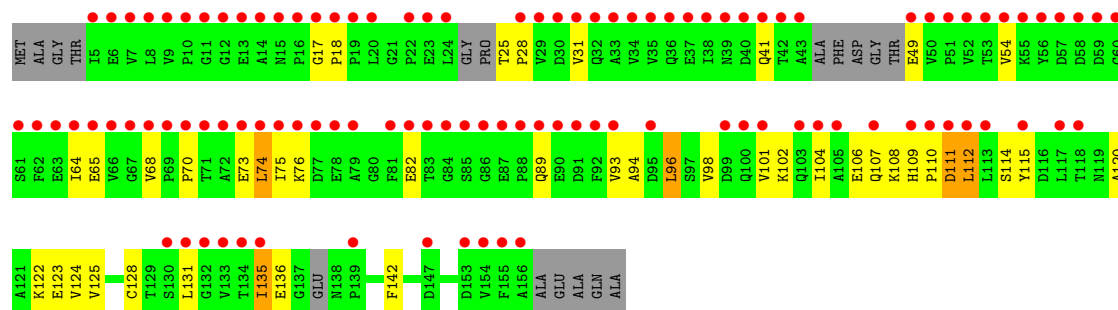 MET ALA GLY THR I5 E6 V7 L8 V9 P10 G11 G12 E13 A14 N15 P16 G17 P18 P19 L20 G21 P22 E23 L24 GLY PRO T25 P28 V29 D30 V31 Q32 A33 V34 V35 Q36 E37 I38 N39 D40 Q41 T42 A43 ALA PHE ASP GLY THR E49 V50 P51 V52 T53 V54 K55 Y56 D57 D58 D59 G60
S61 F62 E63 I64 E65 V66 G67 V68 P69 P70 T71 A72 E73 L74 I75 K76 D77 E78 A79 G80 F81 E82 T83 G84 S85 G86 E87 P88 Q89 E90 D91 F92 V93 A94 D95 L96 S97 V98 D99 Q100 V101 K102 Q103 I104 A105 E106 Q107 K108 H109 P110 D111 L112 L113 S114 Y115 D116 L117 T118 N119 A120
A121 K122 E123 V124 V125 C128 T129 S130 L131 G132 V133 T134 I135 E136 G137 GLU N138 P139 F142 D147 D153 V154 F155 A156 ALA GLU ALA GLN ALA